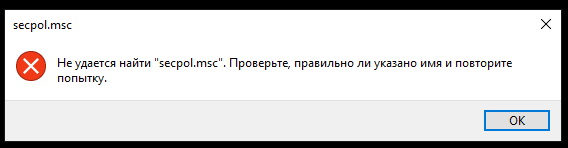 secpol.msc
Не удается найти "secpol.msc". Проверьте, правильно ли указано имя и повторите
попытку.
OK